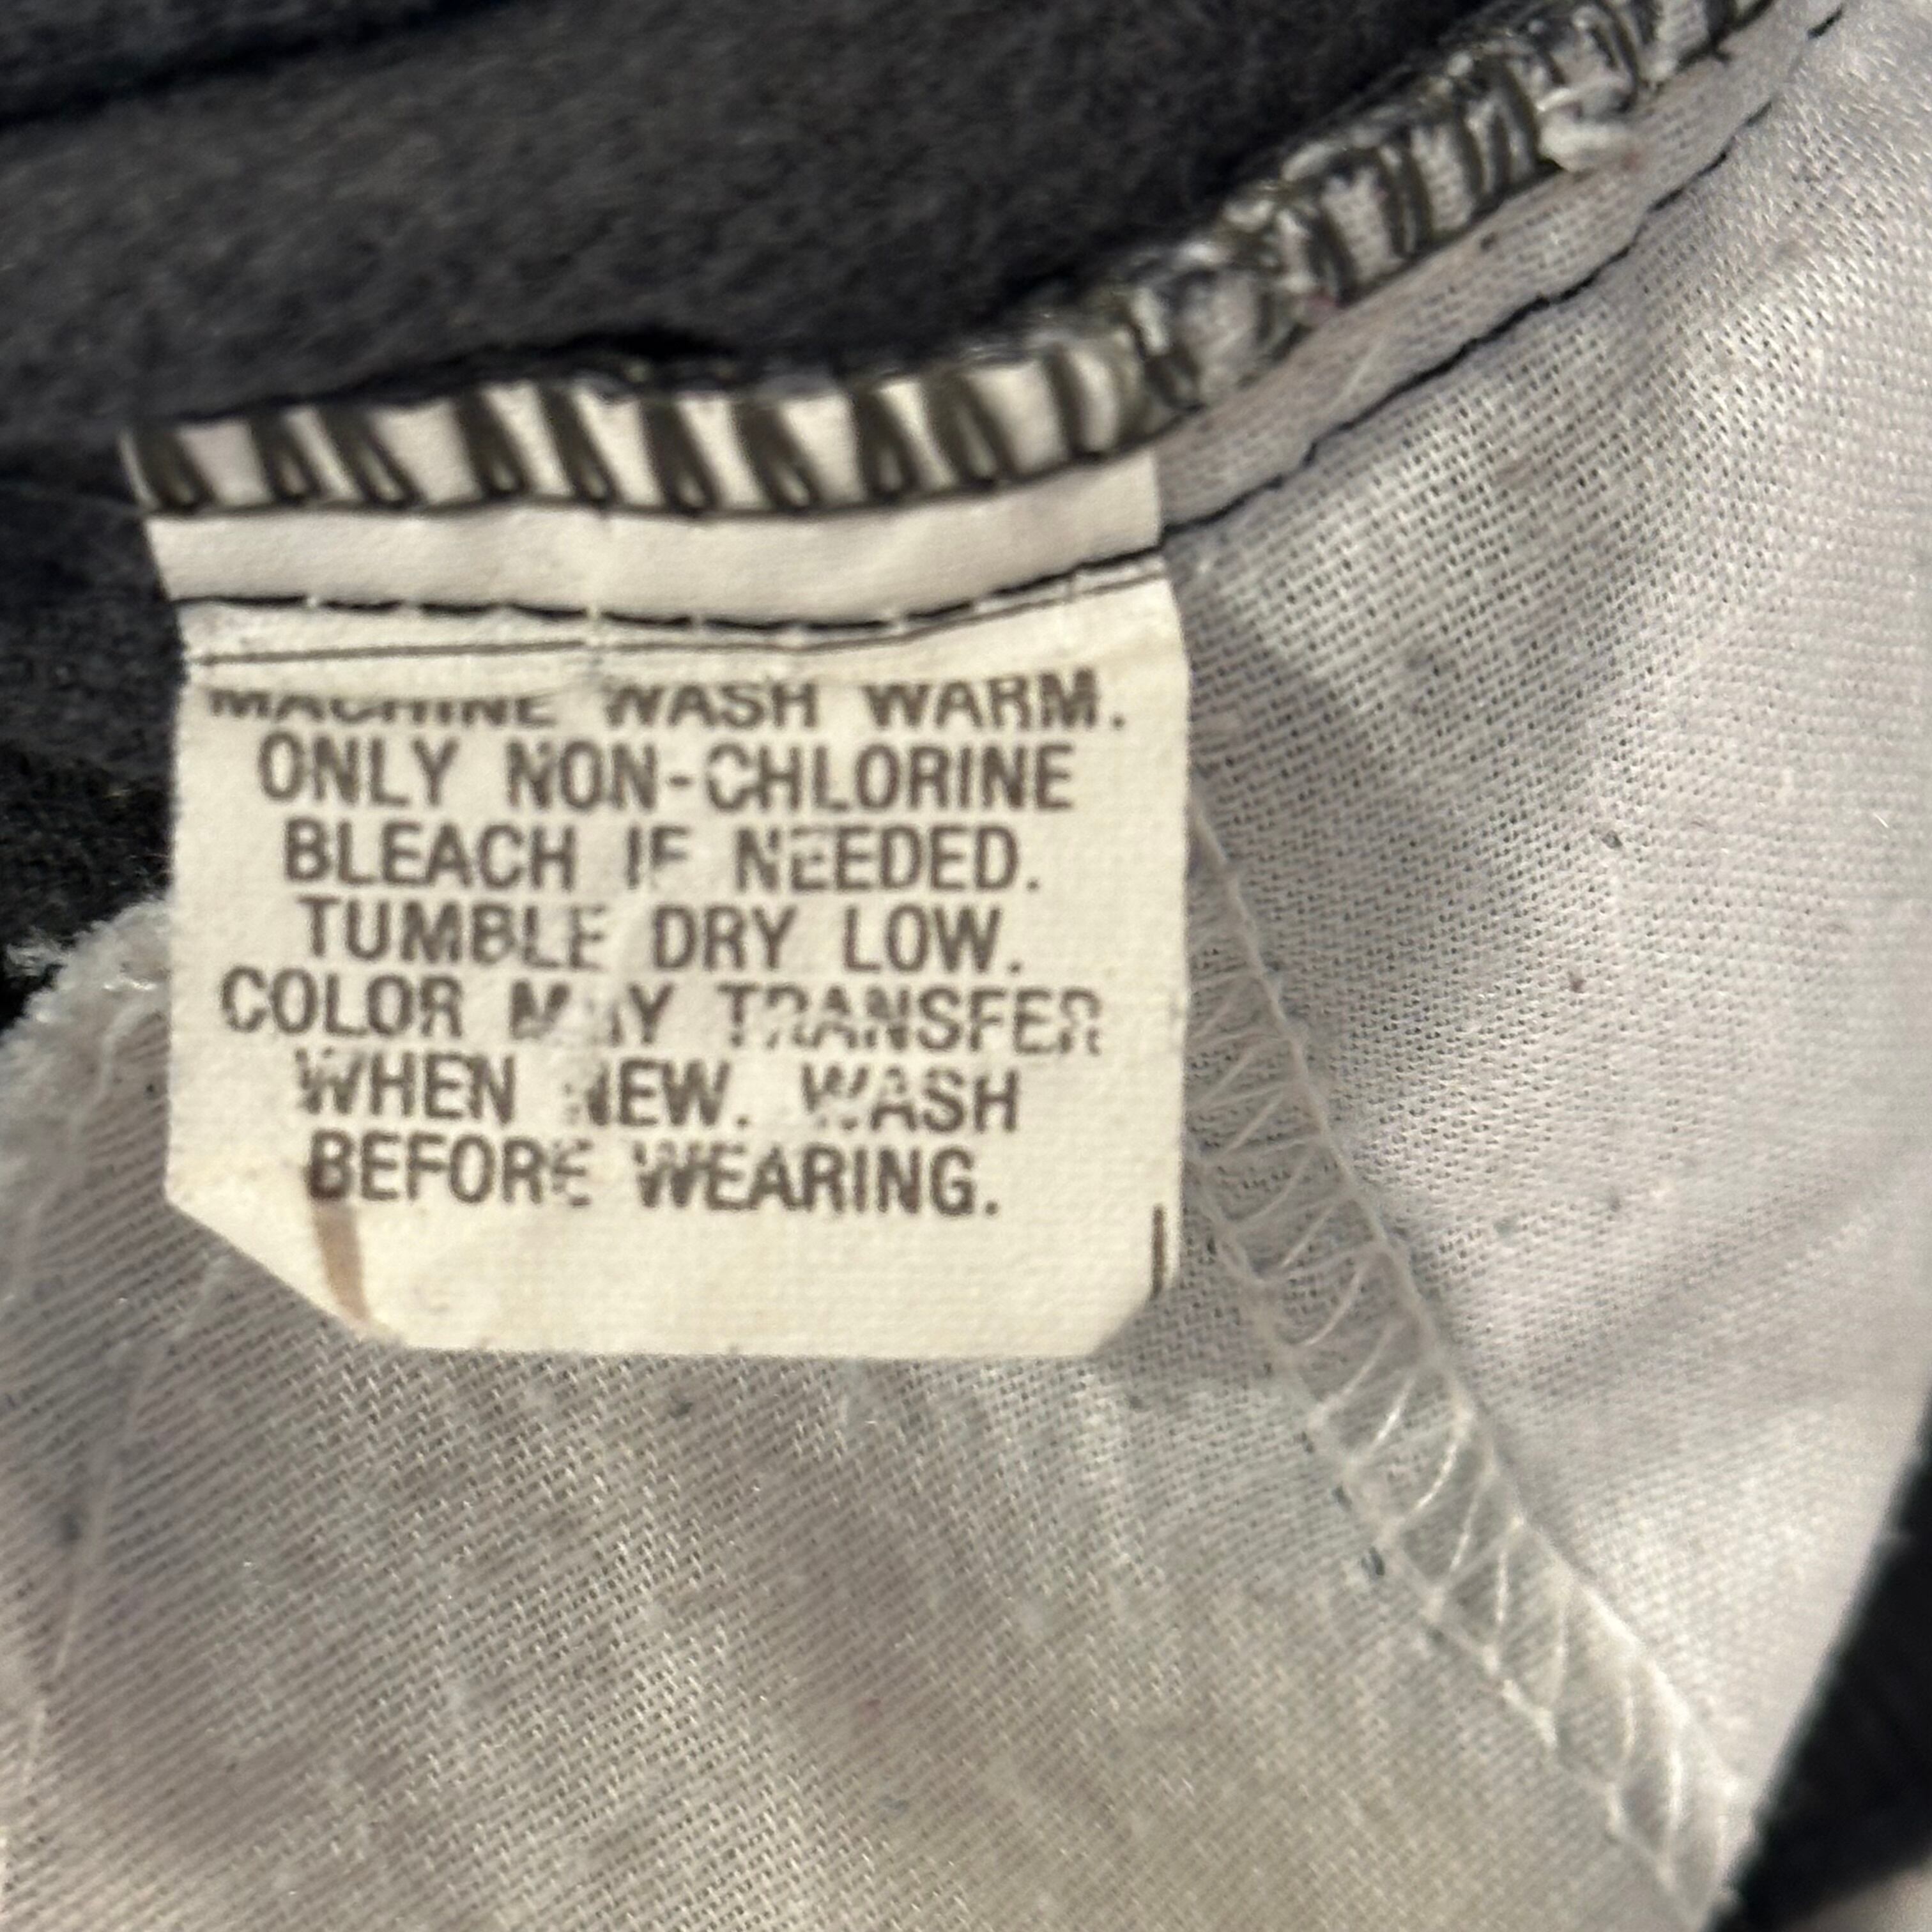 MACHINE WASH WARM.
ONLY NON-CHLORINE
BLEACH IF NEEDED.
TUMBLE DRY LOW.
COLOR MAY TRANSFER
WHEN NEW. WASH
BEFORE WEARING.